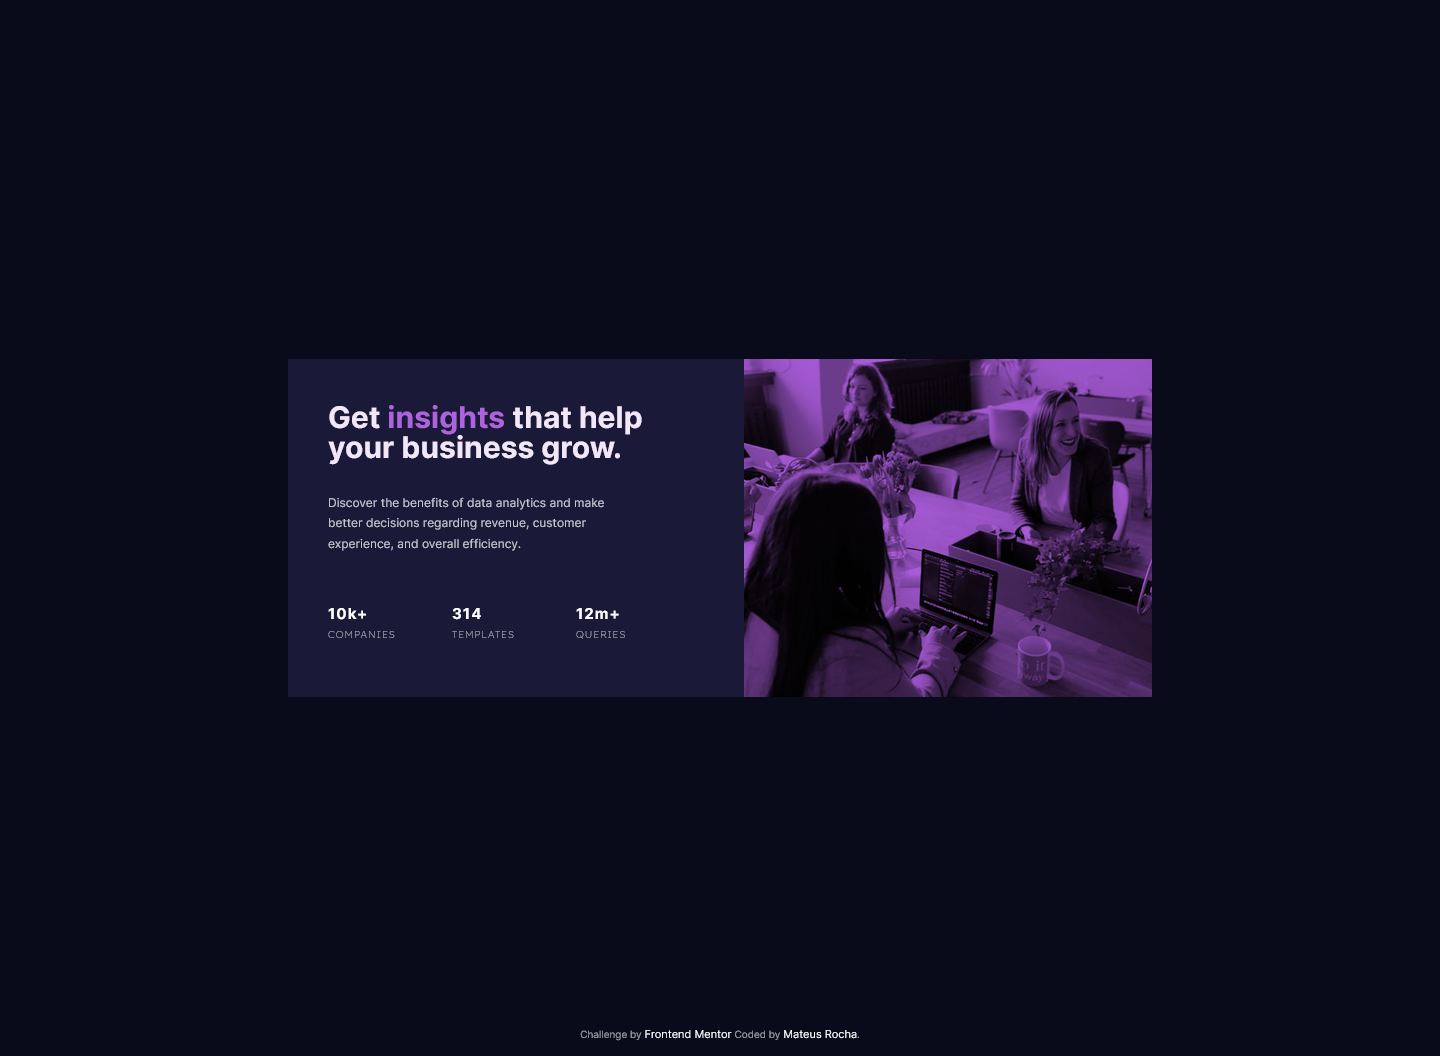 Get insights that help
your business grow.
Discover the benefits of data analytics and make
better decisions regarding revenue, customer
experience, and overall efficiency.
10k+
COMPANIES
314
TEMPLATES
12m+
QUERIES
Challenge by Frontend Mentor Coded by Mateus Rocha.